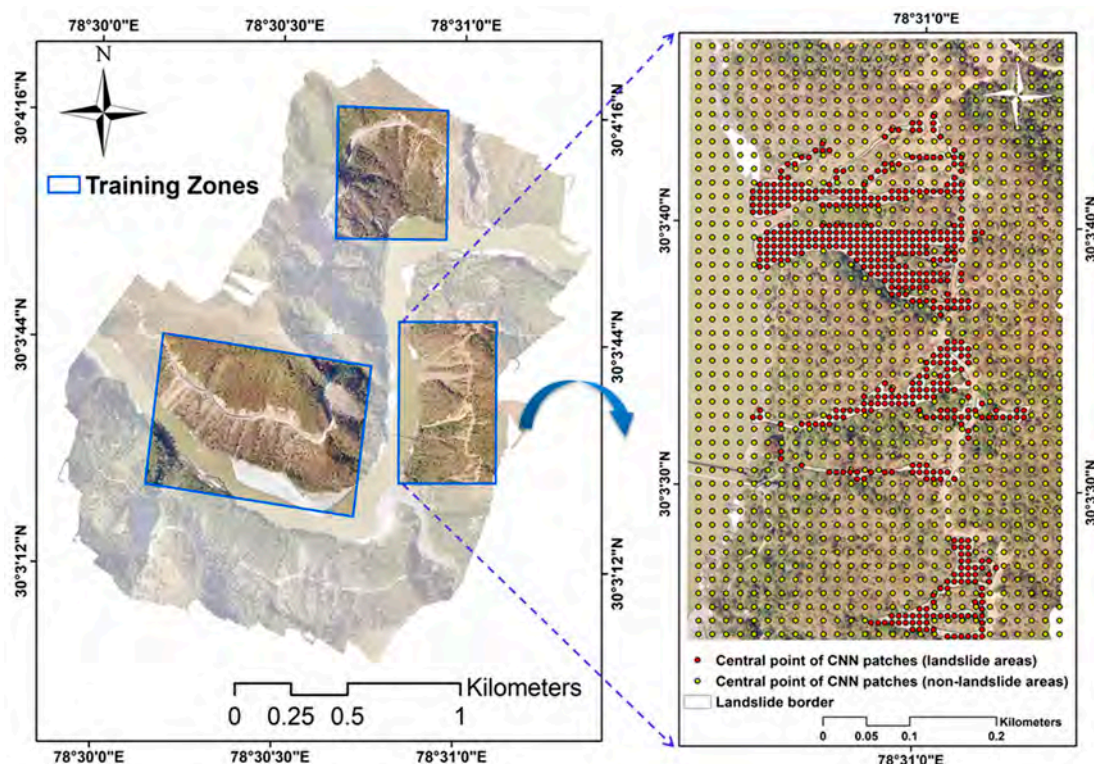 78°30'0"E 78°30'30"E 78°31'0"E
N
30°4'16"N
30°3'44"N
30°3'12"N
Training Zones
30°4'16"N
30°3'44"N
30°3'12"N
Kilometers
0 0.25 0.5 1
78°30'0"E 78°30'30"E 78°31'0"E
78°31'0"E
30°3'40"N
30°3'30"N
30°3'40"N
30°3'30"N
Central point of CNN patches (landslide areas)
Central point of CNN patches (non-landslide areas)
Landslide border
Kilometers
0 0.05 0.1 0.2
78°31'0"E